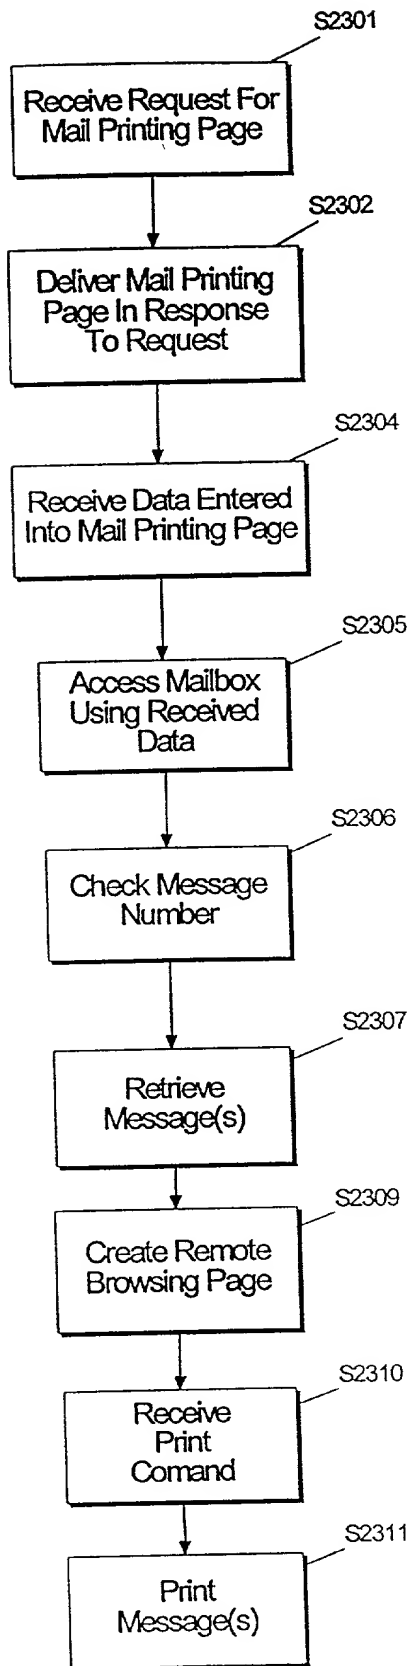 S2301
Receive Request For
Mail Printing Page
S2302
Deliver Mail Printing
Page In Response
To Request
S2304
Receive Data Entered
Into Mail Printing Page
S2305
Access Mailbox
Using Received
Data
S2306
Check Message
Number
S2307
Retrieve
Message(s)
S2309
Create Remote
Browsing Page
S2310
Receive
Print
Comand
S2311
Print
Message(s)